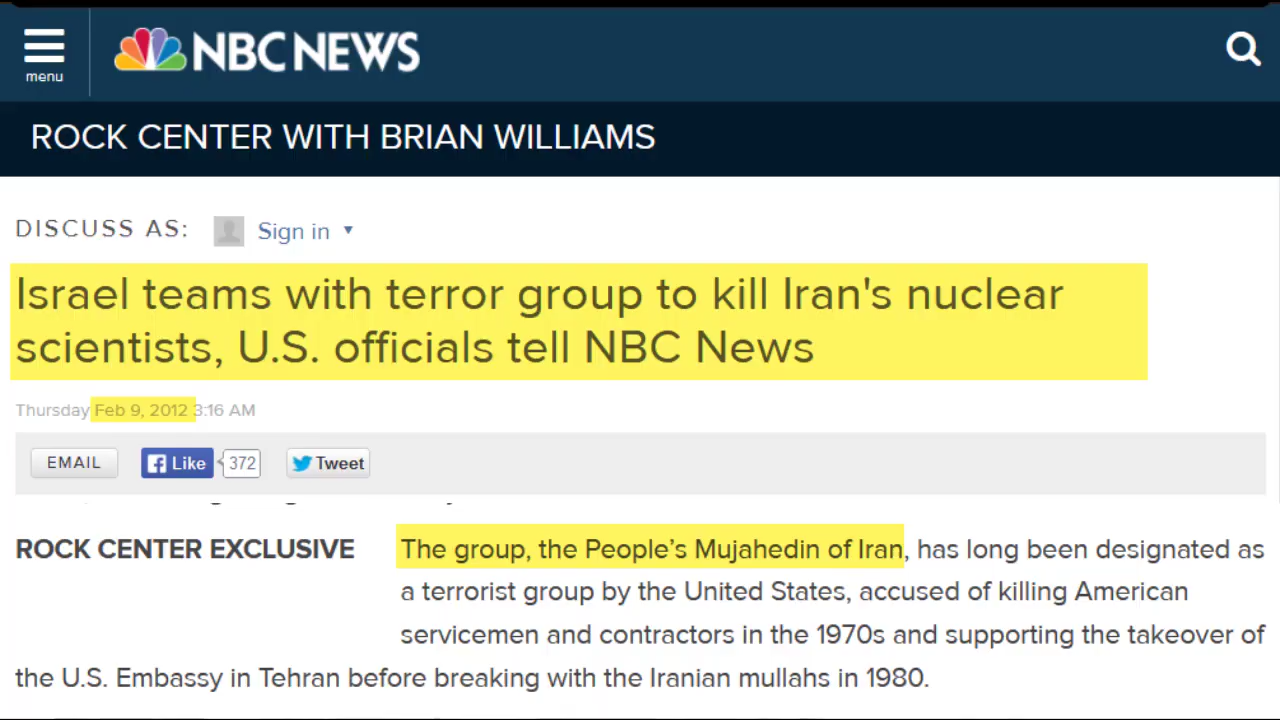 menu
NBC NEWS
ROCK CENTER WITH BRIAN WILLIAMS
DISCUSS AS: Sign in
Israel teams with terror group to kill Iran's nuclear
scientists, U.S. officials tell NBC News
Thursday Feb 9, 2012 3:16 AM
EMAIL Like 372 Tweet
ROCK CENTER EXCLUSIVE The group, the People’s Mujahedin of Iran, has long been designated as
a terrorist group by the United States, accused of killing American
servicemen and contractors in the 1970s and supporting the takeover of
the U.S. Embassy in Tehran before breaking with the Iranian mullahs in 1980.